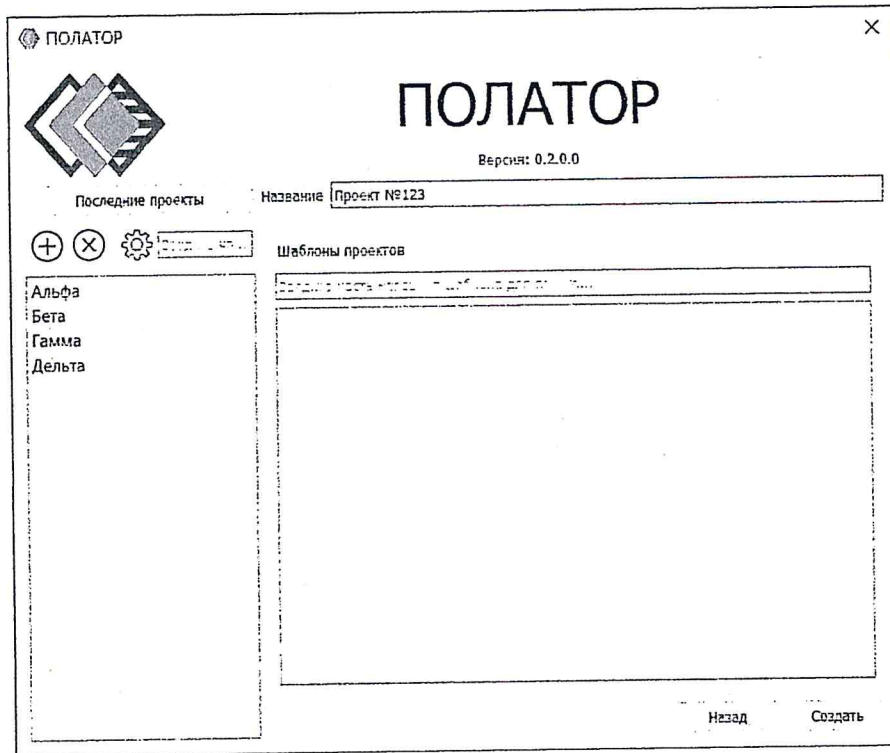 ПОЛАТОР
ПОЛАТОР
Версия: 0.2.0.0
Последние проекты
Название
Проект №123
Шаблоны проектов
Альфа
Бета
Гамма
Дельта
Назад
Создать